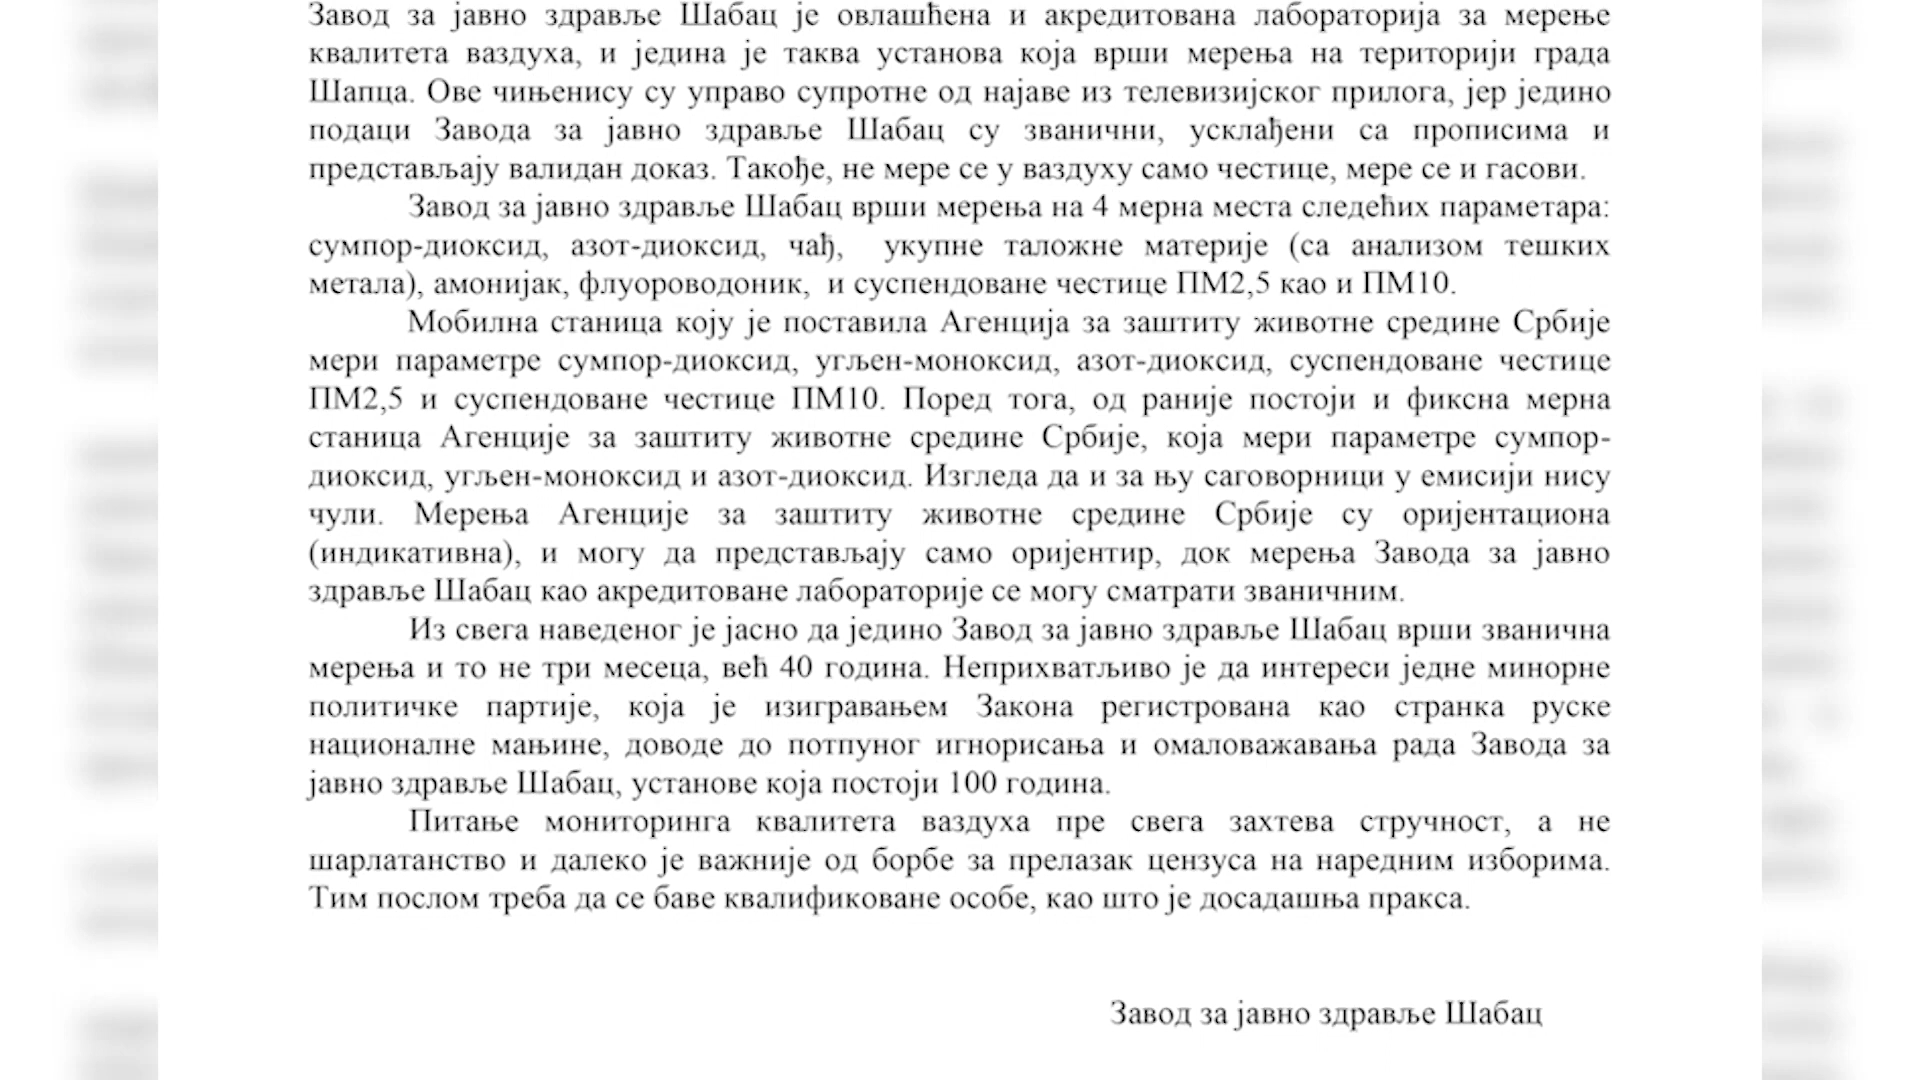 Завод за јавно здравље Шабац је овлашћена и акредитована лабораторија за мерење
квалитета ваздуха, и једина је таква установа која врши мерења на територији града
Шапца. Ове чињенису су управо супротне од најаве из телевизијског прилога, јер једино
подаци Завода за јавно здравље Шабац су званични, усклађени са прописима и
представљају валидан доказ. Такође, не мере се у ваздуху само честице, мере се и гасови.
Завод за јавно здравље Шабац врши мерења на 4 мерна места следећих параметара:
сумпор-диоксид, азот-диоксид, чађ, укупне таложне материје (са анализом тешких
метала), амонијак, флуороводоник, и суспендоване честице ПМ2,5 као и ПМ10.
Мобилна станица коју је поставила Агенција за заштиту животне средине Србије
мери параметре сумпор-диоксид, угљен-моноксид, азот-диоксид, суспендоване честице
ПМ2,5 и суспендоване честице ПМ10. Поред тога, од раније постоји и фиксна мерна
станица Агенције за заштиту животне средине Србије, која мери параметре сумпор-
диоксид, угљен-моноксид и азот-диоксид. Изгледа да и за њу саговорници у емисији нису
чули. Мерења Агенције за заштиту животне средине Србије су оријентациона
(индикативна), и могу да представљају само оријентир, док мерења Завода за јавно
здравље Шабац као акредитоване лабораторије се могу сматрати званичним.
Из свега наведеног је јасно да једино Завод за јавно здравље Шабац врши званична
мерења и то не три месеца, већ 40 година. Неприхватљиво је да интереси једне минорне
политичке партије, која је изигравањем Закона регистрована као странка руске
националне мањине, доводе до потпуног игнорисања и омаловажавања рада Завода за
јавно здравље Шабац, установе која постоји 100 година.
Питање мониторинга квалитета ваздуха пре свега захтева стручност, а не
шарлатанство и далеко је важније од борбе за прелазак цензуса на наредним изборима.
Тим послом треба да се баве квалификоване особе, као што је досадашња пракса.
Завод за јавно здравље Шабац